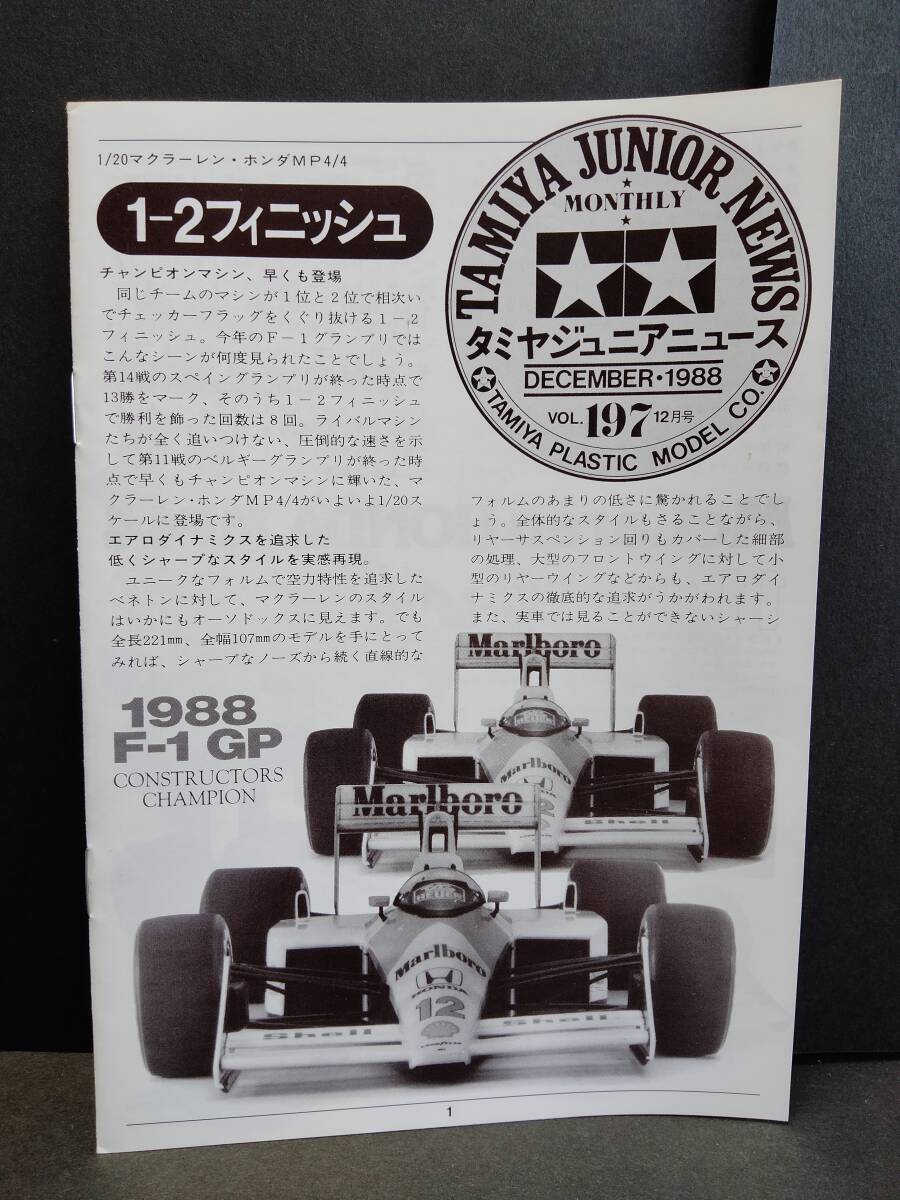 1/20マクラーレン・ホンダMP4/4
1-2フィニッシュ
TAMIYA JUNIOR NEWS
MONTHLY
タミヤジュニアニュース
DECEMBER・1988
VOL. 197 12月号
TAMIYA PLASTIC MODEL CO.
チャンピオンマシン、早くも登場
同じチームのマシンが1位と2位で相次い
でチェッカーフラッグをくぐり抜ける1-2
フィニッシュ。今年のF-1グランプリでは
こんなシーンが何度見られたことでしょう。
第14戦のスペイングランプリが終った時点で
13勝をマーク、そのうち1-2フィニッシュ
で勝利を飾った回数は8回。ライバルマシン
たちが全く追いつけない、圧倒的な速さを示
して第11戦のベルギーグランプリが終った時
点で早くもチャンピオンマシンに輝いた、マ
クラーレン・ホンダMP4/4がいよいよ1/20ス
ケールに登場です。
エアロダイナミクスを追求した
低くシャープなスタイルを実感再現。
ユニークなフォルムで空力特性を追求した
ベネトンに対して、マクラーレンのスタイル
はいかにもオーソドックスに見えます。でも
全長221mm、全幅107mmのモデルを手にとって
みれば、シャープなノーズから続く直線的な
フォルムのあまりの低さに驚かれることでし
ょう。全体的なスタイルもさることながら、
リヤーサスペンション回りもカバーした細部
の処理、大型のフロントウイングに対して小
型のリヤーウイングなどからも、エアロダイ
ナミクスの徹底的な追求がうかがわれます。
また、実車では見ることができないシャーシ
1988
F-1 GP
CONSTRUCTORS
CHAMPION
Marlboro
Marlboro
HONDA
Shell
Marlboro
Marlboro
HONDA
12
Shell
Shell
1